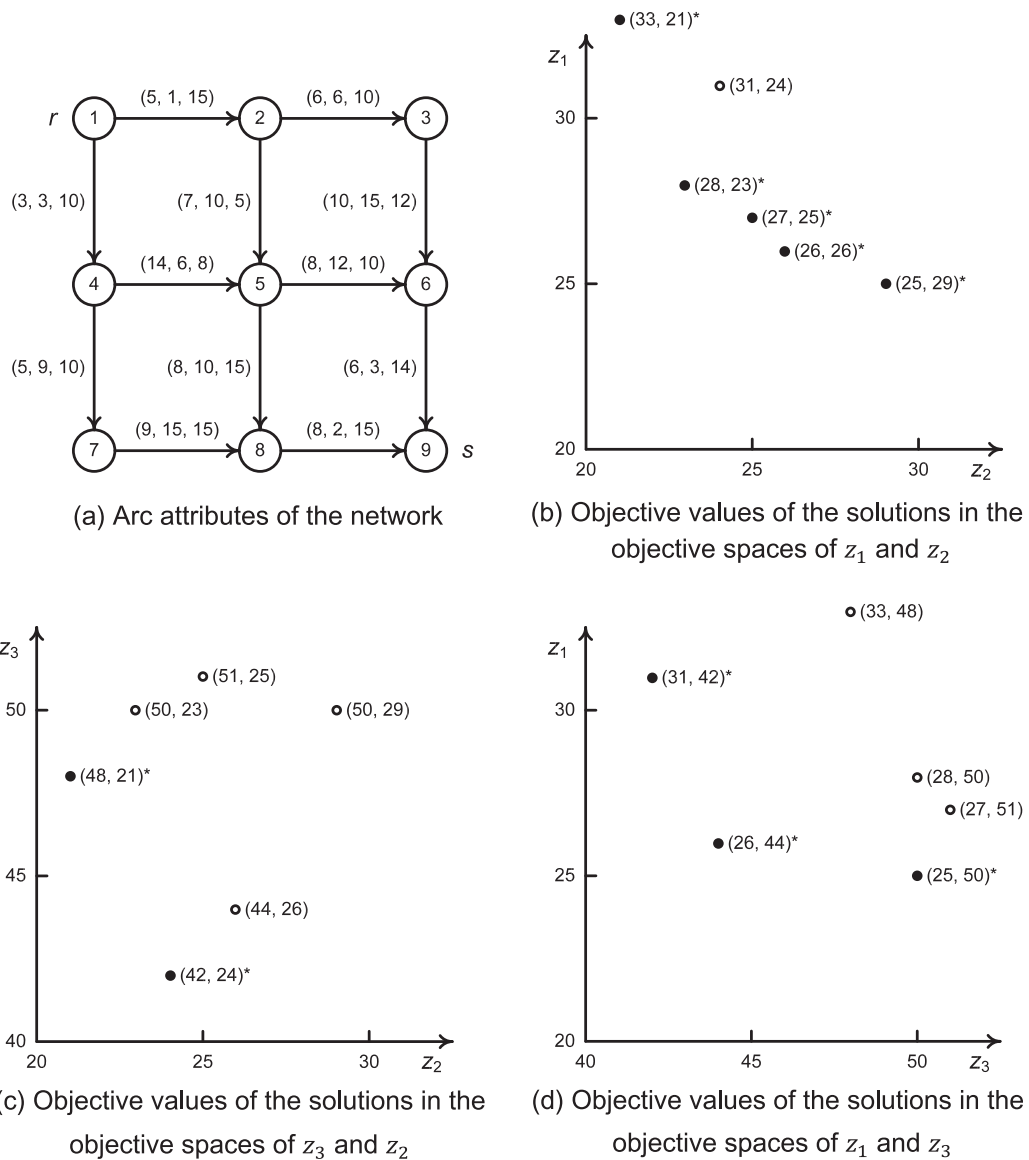 (5, 1, 15) (6, 6, 10)
r 1 2 3
(3, 3, 10) (7, 10, 5) (10, 15, 12)
(14, 6, 8) (8, 12, 10)
4 5 6
(5, 9, 10) (8, 10, 15) (6, 3, 14)
(9, 15, 15) (8, 2, 15)
7 8 9 s
(a) Arc attributes of the network
(33, 21)*
z1
(31, 24)
30
(28, 23)*
(27, 25)*
(26, 26)*
25
(25, 29)*
20
20 25 30 z2
(b) Objective values of the solutions in the
objective spaces of z1 and z2
z3
(51, 25)
50
(50, 23) (50, 29)
(48, 21)*
45
(44, 26)
(42, 24)*
40
20 25 30 z2
(c) Objective values of the solutions in the
objective spaces of z3 and z2
(33, 48)
z1
(31, 42)*
30
(28, 50)
(27, 51)
(26, 44)*
25
(25, 50)*
20
40 45 50 z3
(d) Objective values of the solutions in the
objective spaces of z1 and z3